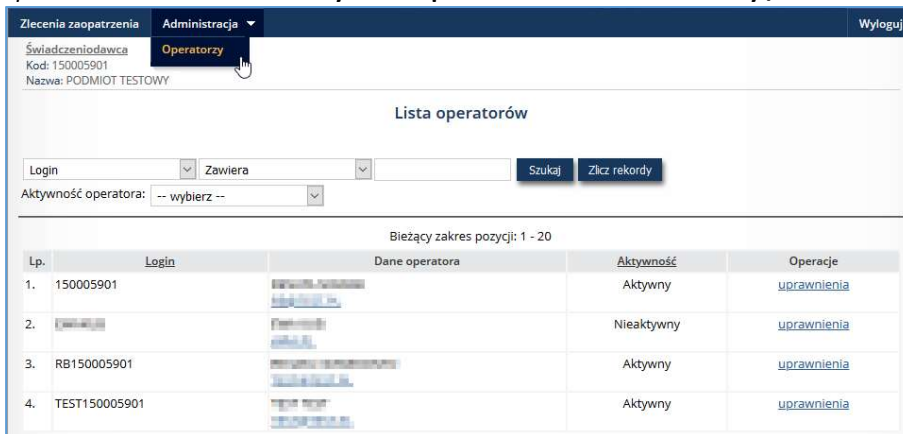 Zlecenia zaopatrzenia Administracja Wyloguj
Świadczeniodawca Operatorzy
Kod: 150005901
Nazwa: PODMIOT TESTOWY
Lista operatorów
Login Zawiera Szukaj Zlicz rekordy
Aktywność operatora: -- wybierz --
Bieżący zakres pozycji: 1 - 20
Lp. Login Dane operatora Aktywność Operacje
1. 150005901 Aktywny uprawnienia
2. Nieaktywny uprawnienia
3. RB150005901 Aktywny uprawnienia
4. TEST150005901 Aktywny uprawnienia